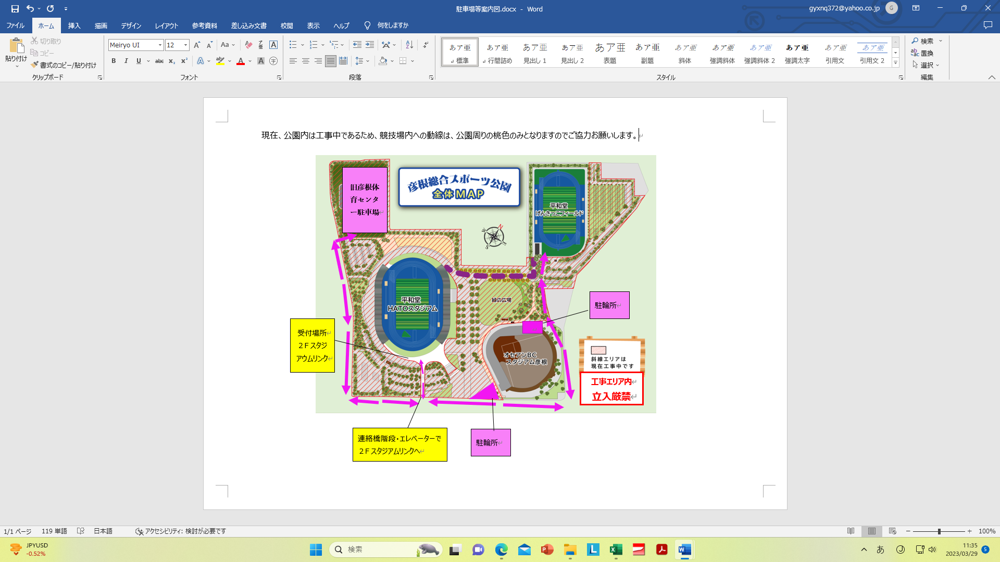 駐車場等案内図.docx - Word
gyxnq372@yahoo.co.jp
G
ファイル ホーム 挿入 描画 デザイン レイアウト 参考資料 差し込み文書 校閲 表示 ヘルプ 何をしますか
貼り付け
切り取り
コピー
書式のコピー/貼り付け
クリップボード
Meiryo UI 12
フォント
段落
あア亜 あア亜 あア亜 あア亜 あア亜 あア亜 あア亜 あア亜 あア亜 あア亜 あア亜 あア亜
標準 行間詰め 見出し 1 見出し 2 表題 副題 斜体 強調斜体 強調斜体 2 強調太字 引用文 引用文 2
スタイル
検索
置換
選択
編集
現在、公園内は工事中であるため、競技場内への動線は、公園周りの桃色のみとなりますのでご協力お願いします。
旧彦根体
育センタ
ー駐車場
彦根総合スポーツ公園
全体MAP
平和堂
げんきっこフィールド
N
W
E
S
平和堂
HATOスタジアム
緑の広場
駐輪所
受付場所
２Ｆスタジ
アウムリンク
オセアンBC
スタジアム彦根
斜線エリアは
現在工事中です
工事エリア内
立入厳禁
連絡橋階段・エレベーターで
２Ｆスタジアムリンクへ
駐輪所
1/1 ページ 119 単語 日本語 アクセシビリティ: 検討が必要です
100%
JPYUSD
-0.52%
検索
あ
11:35
2023/03/29
5